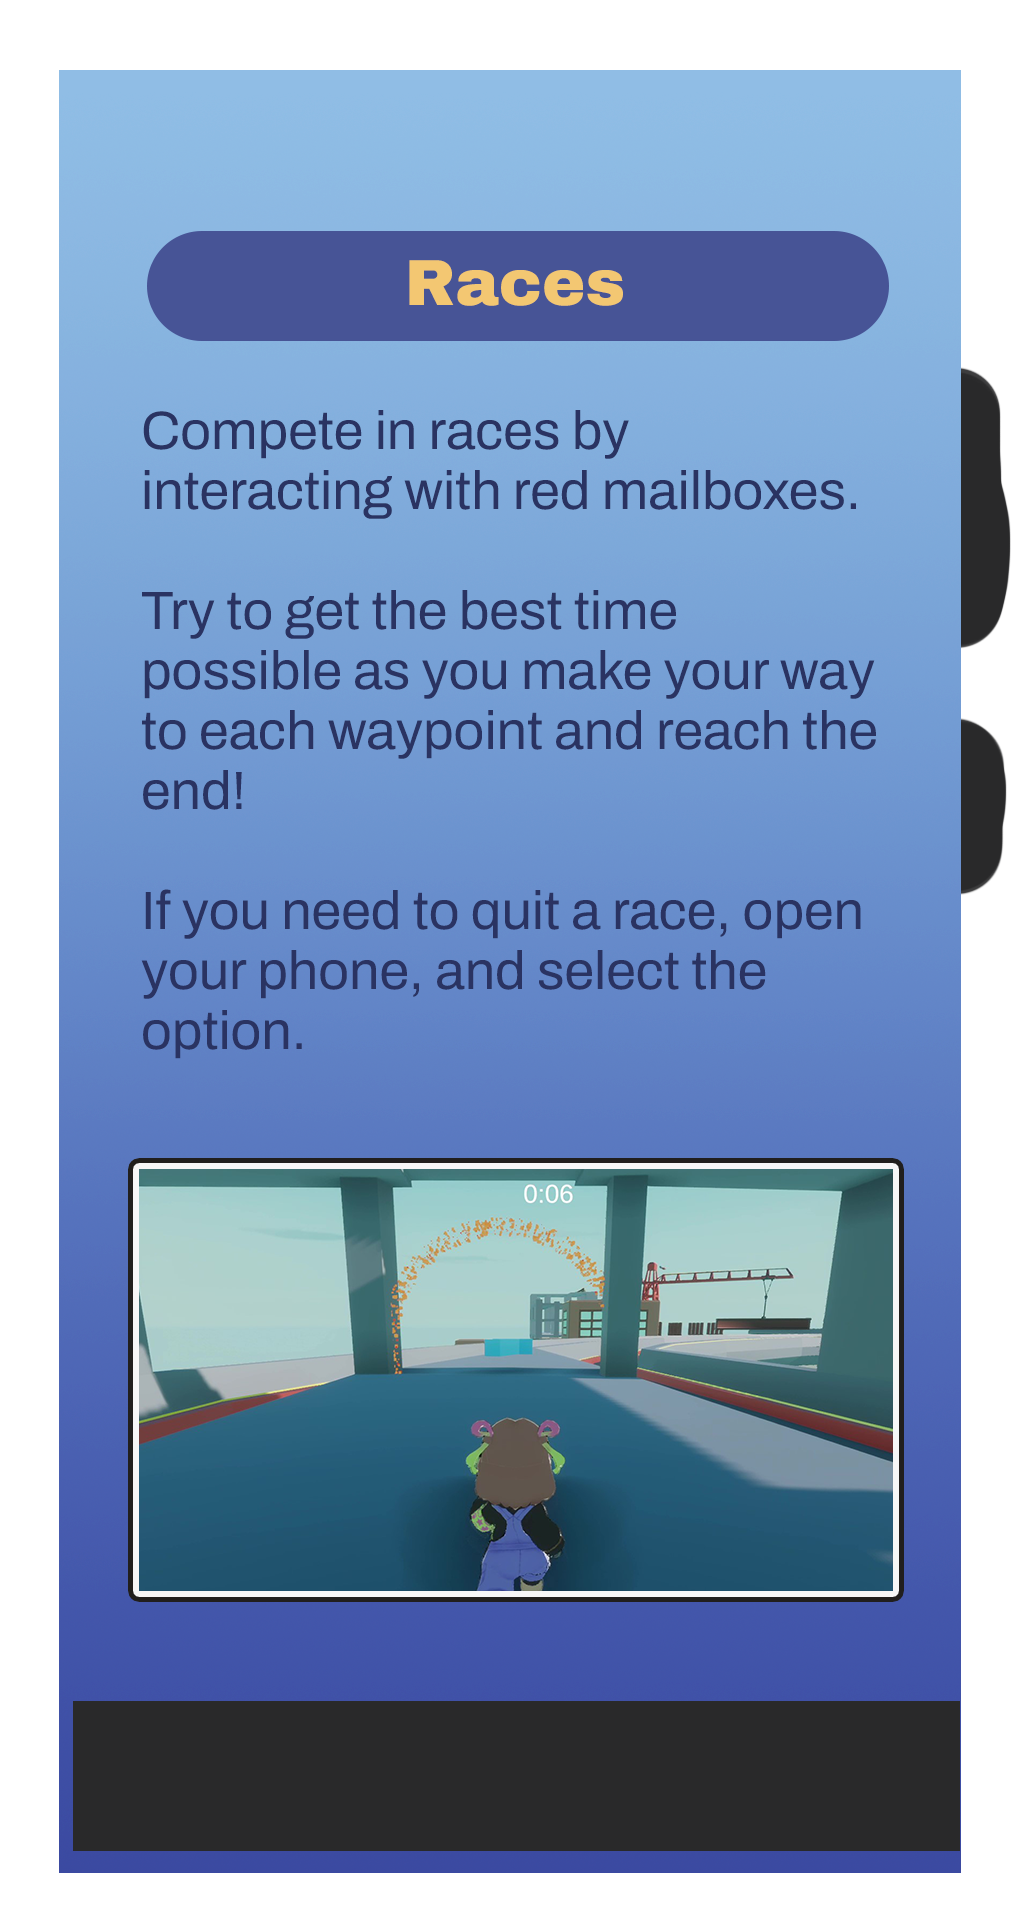 Races
Compete in races by
interacting with red mailboxes.
Try to get the best time
possible as you make your way
to each waypoint and reach the
end!
If you need to quit a race, open
your phone, and select the
option.
0:06